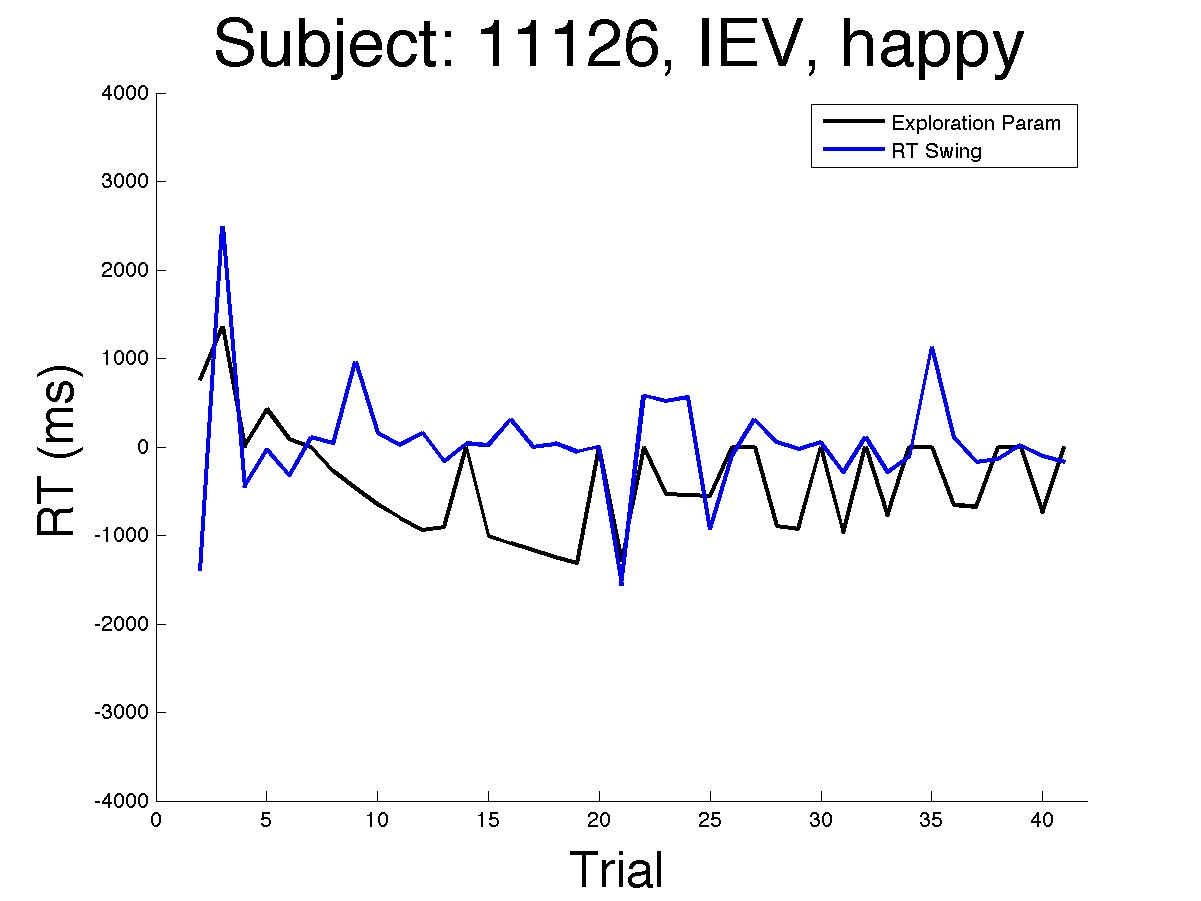 Subject: 11126, IEV, happy
Exploration Param
RT Swing
4000
3000
2000
1000
0
-1000
-2000
-3000
-4000
RT (ms)
0 5 10 15 20 25 30 35 40
Trial